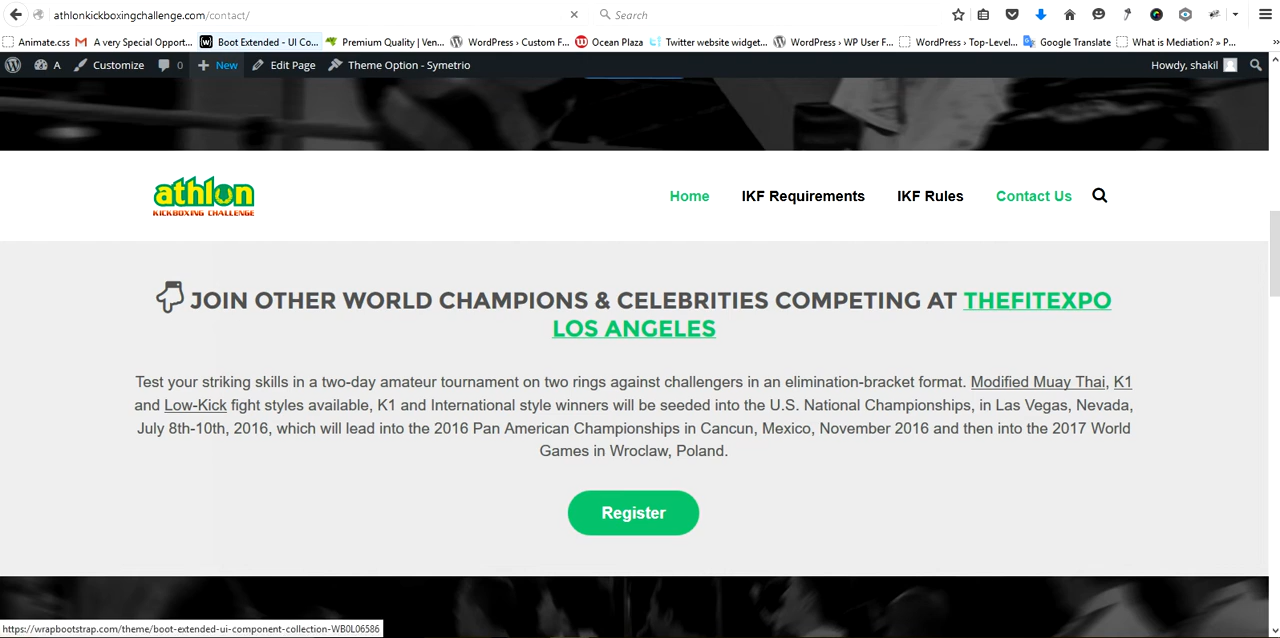 athlonkickboxingchallenge.com/contact/
Search
Animate.css A very Special Opport... Boot Extended - UI Co... Premium Quality | Ven... WordPress › Custom F... Ocean Plaza Twitter website widget... WordPress › WP User F... WordPress › Top-Level... Google Translate What is Mediation? » P...
A Customize 0 New Edit Page Theme Option - Symetrio Howdy, shakil
athlon
KICKBOXING CHALLENGE
Home IKF Requirements IKF Rules Contact Us
JOIN OTHER WORLD CHAMPIONS & CELEBRITIES COMPETING AT THEFITEXPO
LOS ANGELES
Test your striking skills in a two-day amateur tournament on two rings against challengers in an elimination-bracket format. Modified Muay Thai, K1
and Low-Kick fight styles available, K1 and International style winners will be seeded into the U.S. National Championships, in Las Vegas, Nevada,
July 8th-10th, 2016, which will lead into the 2016 Pan American Championships in Cancun, Mexico, November 2016 and then into the 2017 World
Games in Wroclaw, Poland.
Register
https://wrapbootstrap.com/theme/boot-extended-ui-component-collection-WB0L06586